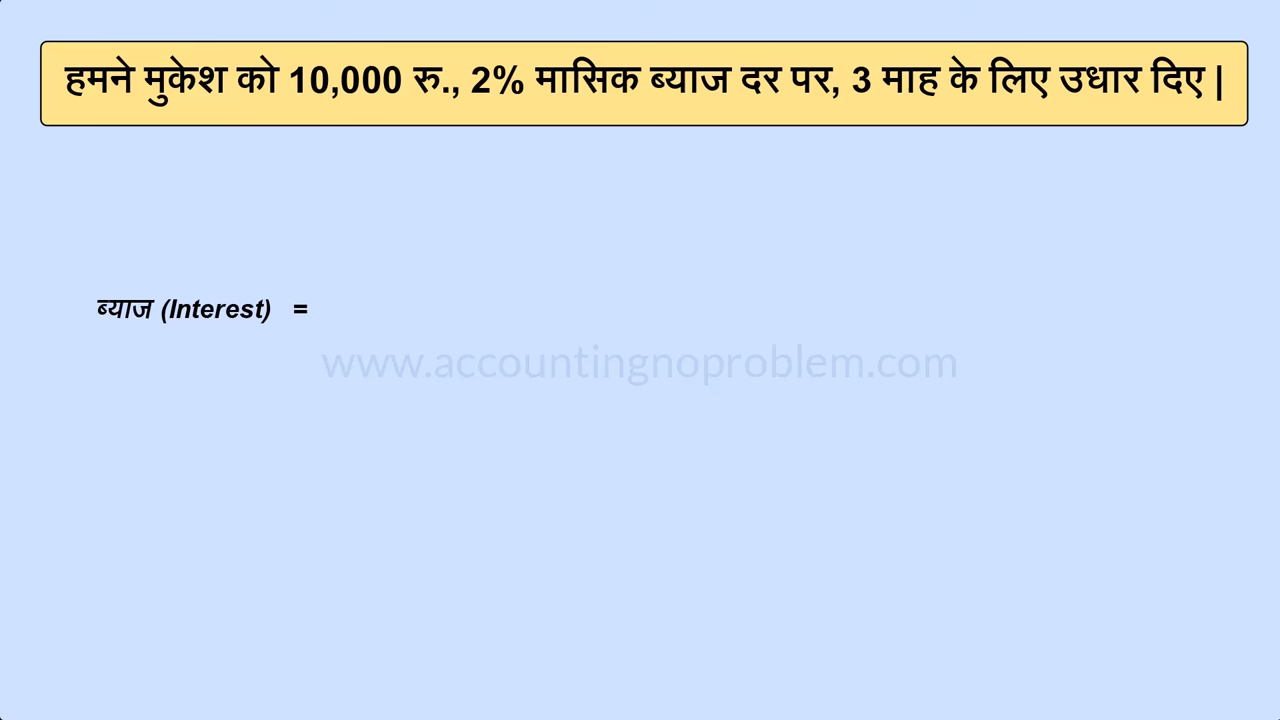 हमने मुकेश को 10,000 रु., 2% मासिक ब्याज दर पर, 3 माह के लिए उधार दिए |
ब्याज (Interest) =
www.accountingnoproblem.com